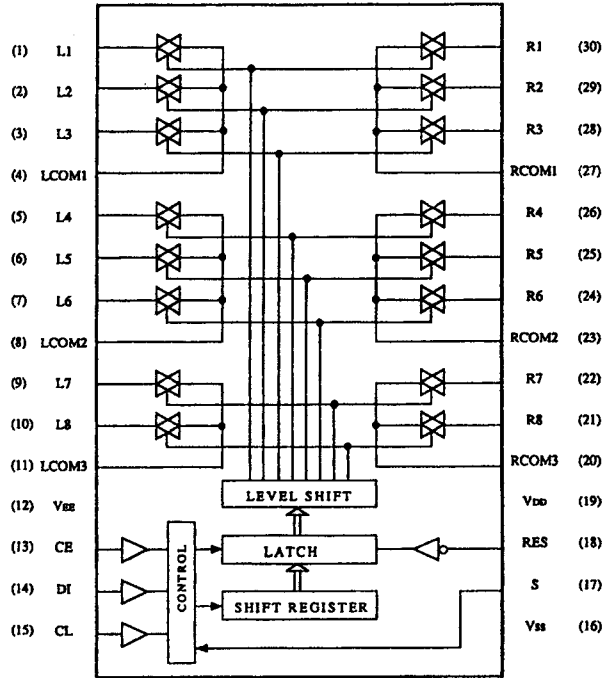 (1) L1 R1 (30)
(2) L2 R2 (29)
(3) L3 R3 (28)
(4) LCOM1 RCOM1 (27)
(5) L4 R4 (26)
(6) L5 R5 (25)
(7) L6 R6 (24)
(8) LCOM2 RCOM2 (23)
(9) L7 R7 (22)
(10) L8 R8 (21)
(11) LCOM3 RCOM3 (20)
LEVEL SHIFT
(12) VEE VDD (19)
(13) CE LATCH RES (18)
CONTROL
(14) DI SHIFT REGISTER S (17)
(15) CL VSS (16)